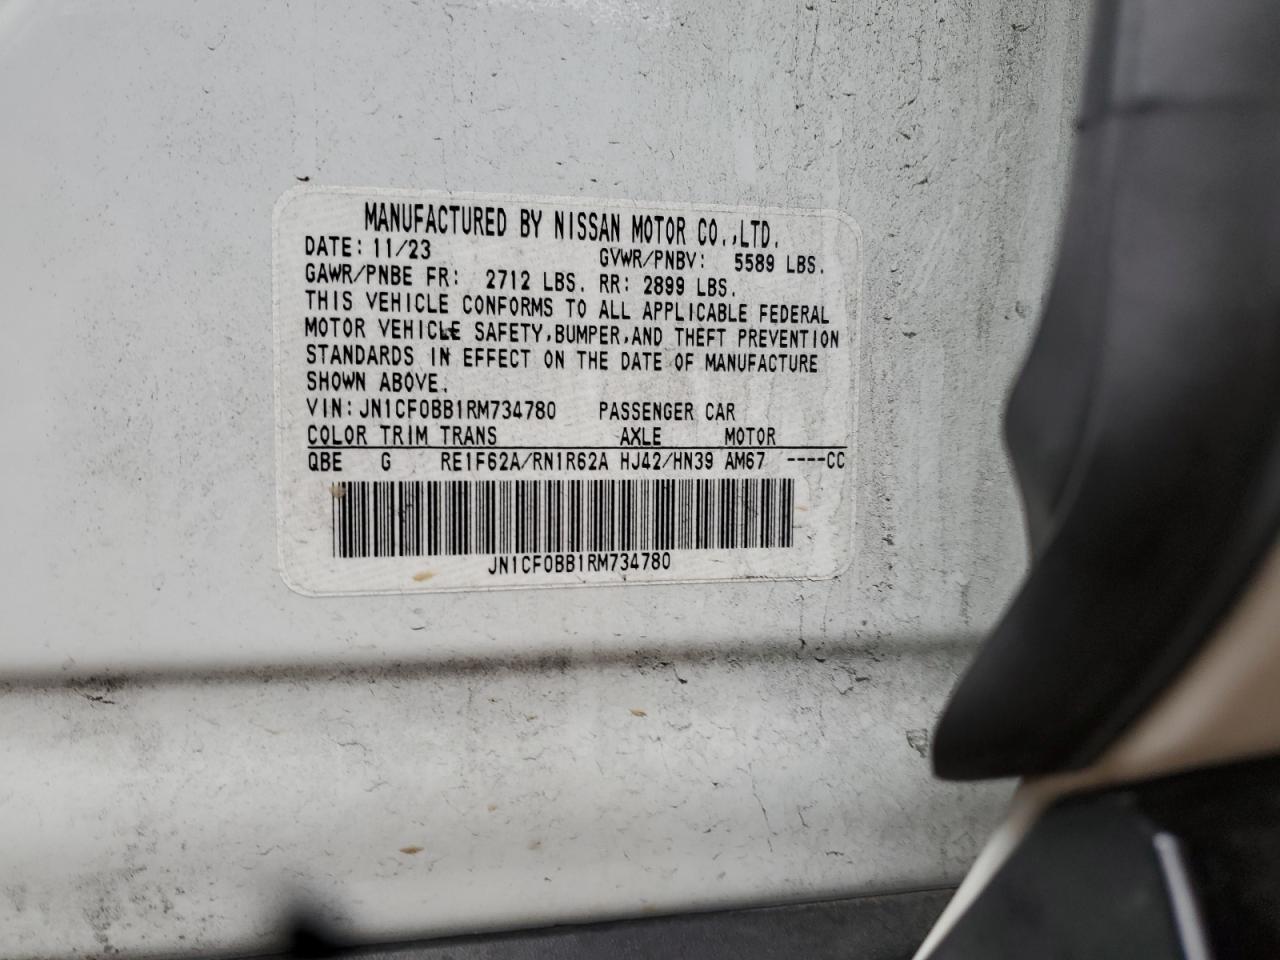 MANUFACTURED BY NISSAN MOTOR CO.,LTD.
DATE: 11/23 GVWR/PNBV: 5589 LBS.
GAWR/PNBE FR: 2712 LBS. RR: 2899 LBS.
THIS VEHICLE CONFORMS TO ALL APPLICABLE FEDERAL
MOTOR VEHICLE SAFETY,BUMPER,AND THEFT PREVENTION
STANDARDS IN EFFECT ON THE DATE OF MANUFACTURE
SHOWN ABOVE.
VIN: JN1CF0BB1RM734780 PASSENGER CAR
COLOR TRIM TRANS AXLE MOTOR
QBE G RE1F62A/RN1R62A HJ42/HN39 AM67 ----CC
JN1CF0BB1RM734780